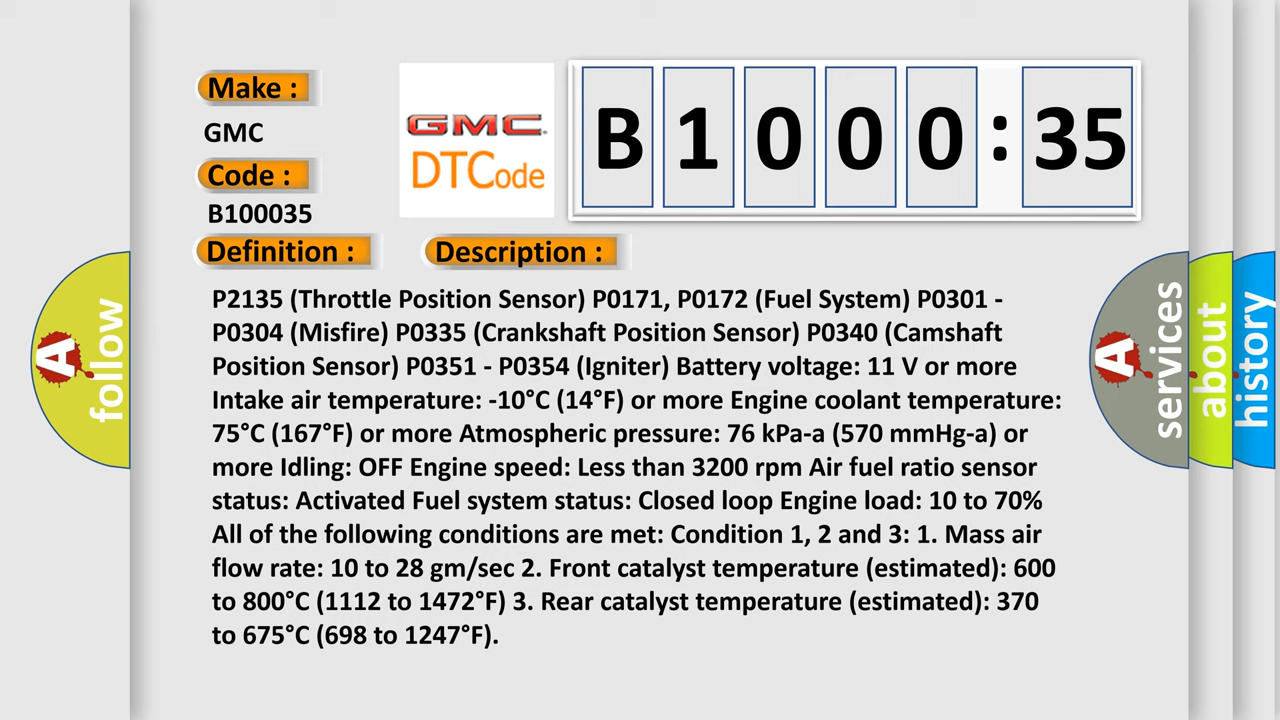 Make :
GMC
Code :
B100035
GMC
DTCode
B1000:35
Definition :
Description :
P2135 (Throttle Position Sensor) P0171, P0172 (Fuel System) P0301 -
P0304 (Misfire) P0335 (Crankshaft Position Sensor) P0340 (Camshaft
Position Sensor) P0351 - P0354 (Igniter) Battery voltage: 11 V or more
Intake air temperature: -10°C (14°F) or more Engine coolant temperature:
75°C (167°F) or more Atmospheric pressure: 76 kPa-a (570 mmHg-a) or
more Idling: OFF Engine speed: Less than 3200 rpm Air fuel ratio sensor
status: Activated Fuel system status: Closed loop Engine load: 10 to 70%
All of the following conditions are met: Condition 1, 2 and 3: 1. Mass air
flow rate: 10 to 28 gm/sec 2. Front catalyst temperature (estimated): 600
to 800°C (1112 to 1472°F) 3. Rear catalyst temperature (estimated): 370
to 675°C (698 to 1247°F).
A
follow
A
services
about
history